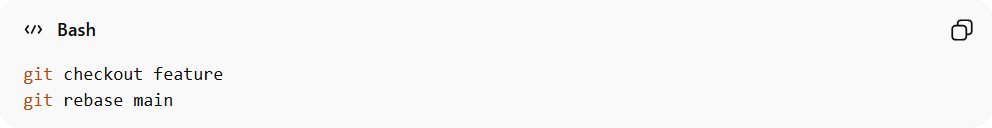 Bash
git checkout feature
git rebase main